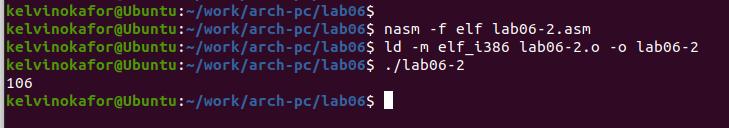 kelvinokafor@Ubuntu:~/work/arch-pc/lab06$
kelvinokafor@Ubuntu:~/work/arch-pc/lab06$ nasm -f elf lab06-2.asm
kelvinokafor@Ubuntu:~/work/arch-pc/lab06$ ld -m elf_i386 lab06-2.o -o lab06-2
kelvinokafor@Ubuntu:~/work/arch-pc/lab06$ ./lab06-2
106
kelvinokafor@Ubuntu:~/work/arch-pc/lab06$